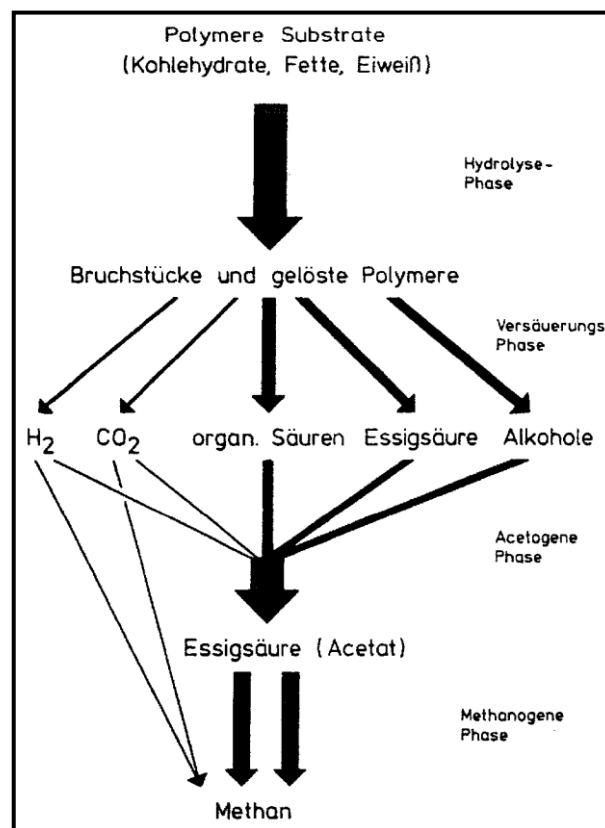 Polymere Substrate
(Kohlehydrate, Fette, Eiweiß)
Hydrolyse-
Phase
Bruchstücke und gelöste Polymere
Versäuerungs
Phase
H2 CO2 organ. Säuren Essigsäure Alkohole
Acetogene
Phase
Essigsäure (Acetat)
Methanogene
Phase
Methan